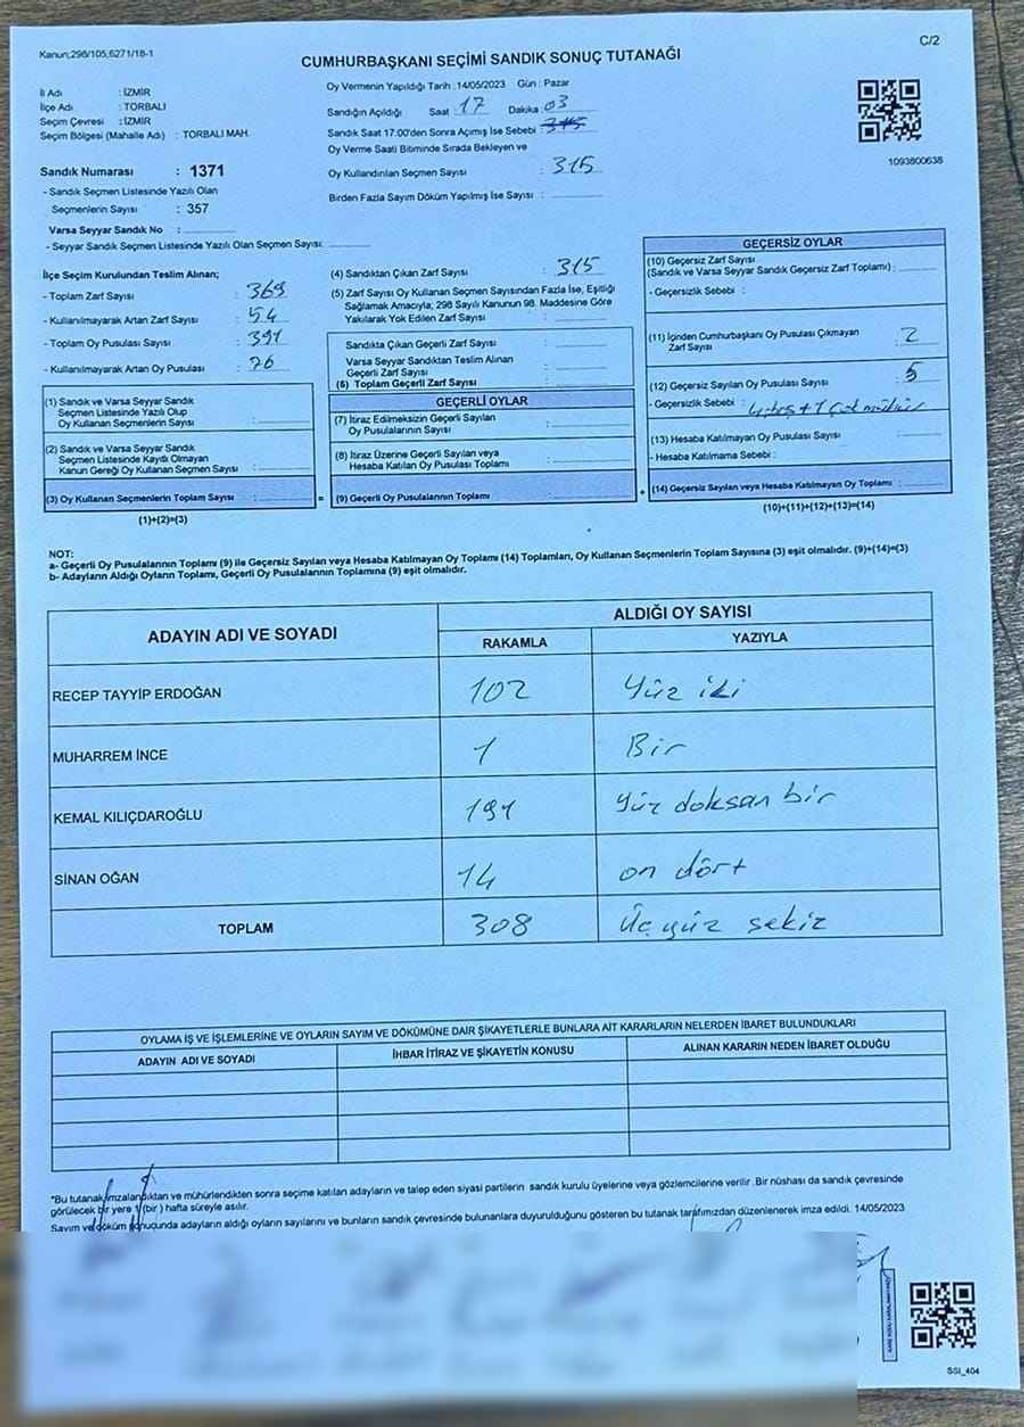 Kanun;298/105,6271/18-1
C/2
CUMHURBAŞKANI SEÇİMİ SANDIK SONUÇ TUTANAĞI
İl Adı : İZMİR
İlçe Adı : TORBALI
Seçim Çevresi : İZMİR
Seçim Bölgesi (Mahalle Adı) : TORBALI MAH.
Sandık Numarası : 1371
- Sandık Seçmen Listesinde Yazılı Olan
Seçmenlerin Sayısı : 357
Varsa Seyyar Sandık No :
- Seyyar Sandık Seçmen Listesinde Yazılı Olan Seçmen Sayısı:
Oy Vermenin Yapıldığı Tarih : 14/05/2023 Gün : Pazar
Sandığın Açıldığı Saat 17 Dakika : 03
Sandık Saat 17.00'den Sonra Açılmış İse Sebebi : 315
Oy Verme Saati Bitiminde Sırada Bekleyen ve
Oy Kullandırılan Seçmen Sayısı : 315
Birden Fazla Sayım Döküm Yapılmış İse Sayısı :
1093800638
İlçe Seçim Kurulundan Teslim Alınan;
- Toplam Zarf Sayısı : 369
- Kullanılmayarak Artan Zarf Sayısı : 54
- Toplam Oy Pusulası Sayısı : 391
- Kullanılmayarak Artan Oy Pusulası : 76
(1) Sandık ve Varsa Seyyar Sandık
Seçmen Listesinde Yazılı Olup
Oy Kullanan Seçmenlerin Sayısı :
(2) Sandık ve Varsa Seyyar Sandık
Seçmen Listesinde Kayıtlı Olmayan
Kanun Gereği Oy Kullanan Seçmen Sayısı :
(3) Oy Kullanan Seçmenlerin Toplam Sayısı :
(1)+(2)=(3)
(4) Sandıktan Çıkan Zarf Sayısı : 315
(5) Zarf Sayısı Oy Kullanan Seçmen Sayısından Fazla İse, Eşitliği
Sağlamak Amacıyla; 298 Sayılı Kanunun 98. Maddesine Göre
Yakılarak Yok Edilen Zarf Sayısı :
Sandıkta Çıkan Geçerli Zarf Sayısı :
Varsa Seyyar Sandıktan Teslim Alınan
Geçerli Zarf Sayısı :
(6) Toplam Geçerli Zarf Sayısı :
GEÇERLİ OYLAR
(7) İtiraz Edilmeksizin Geçerli Sayılan
Oy Pusulalarının Sayısı :
(8) İtiraz Üzerine Geçerli Sayılan veya
Hesaba Katılan Oy Pusulası Toplamı :
= (9) Geçerli Oy Pusulalarının Toplamı :
GEÇERSİZ OYLAR
(10) Geçersiz Zarf Sayısı
(Sandık ve Varsa Seyyar Sandık Geçersiz Zarf Toplamı) :
- Geçersizlik Sebebi :
(11) İçinden Cumhurbaşkanı Oy Pusulası Çıkmayan
Zarf Sayısı : 2
(12) Geçersiz Sayılan Oy Pusulası Sayısı : 5
- Geçersizlik Sebebi : 4 boş + 1 çift mühür
(13) Hesaba Katılmayan Oy Pusulası Sayısı :
- Hesaba Katılmama Sebebi :
+ (14) Geçersiz Sayılan veya Hesaba Katılmayan Oy Toplamı :
(10)+(11)+(12)+(13)=(14)
NOT:
a- Geçerli Oy Pusulalarının Toplamı (9) ile Geçersiz Sayılan veya Hesaba Katılmayan Oy Toplamı (14) Toplamları, Oy Kullanan Seçmenlerin Toplam Sayısına (3) eşit olmalıdır. (9)+(14)=(3)
b- Adayların Aldığı Oyların Toplamı, Geçerli Oy Pusulalarının Toplamına (9) eşit olmalıdır.
ADAYIN ADI VE SOYADI
ALDIĞI OY SAYISI
RAKAMLA YAZIYLA
RECEP TAYYİP ERDOĞAN 102 Yüz iki
MUHARREM İNCE 1 Bir
KEMAL KILIÇDAROĞLU 191 Yüz doksan bir
SİNAN OĞAN 14 on dört
TOPLAM 308 Üç yüz sekiz
OYLAMA İŞ VE İŞLEMLERİNE VE OYLARIN SAYIM VE DÖKÜMÜNE DAİR ŞİKAYETLERLE BUNLARA AİT KARARLARIN NELERDEN İBARET BULUNDUKLARI
ADAYIN ADI VE SOYADI İHBAR İTİRAZ VE ŞİKAYETİN KONUSU ALINAN KARARIN NEDEN İBARET OLDUĞU
*Bu tutanak imzalandıktan ve mühürlendikten sonra seçime katılan adayların ve talep eden siyasi partilerin sandık kurulu üyelerine veya gözlemcilerine verilir. Bir nüshası da sandık çevresinde
görülecek bir yere 1 (bir) hafta süreyle asılır.
Sayım ve döküm sonucunda adayların aldığı oyların sayılarını ve bunların sandık çevresinde bulunanlara duyurulduğunu gösteren bu tutanak tarafımızdan düzenlenerek imza edildi. 14/05/2023
SSI_404